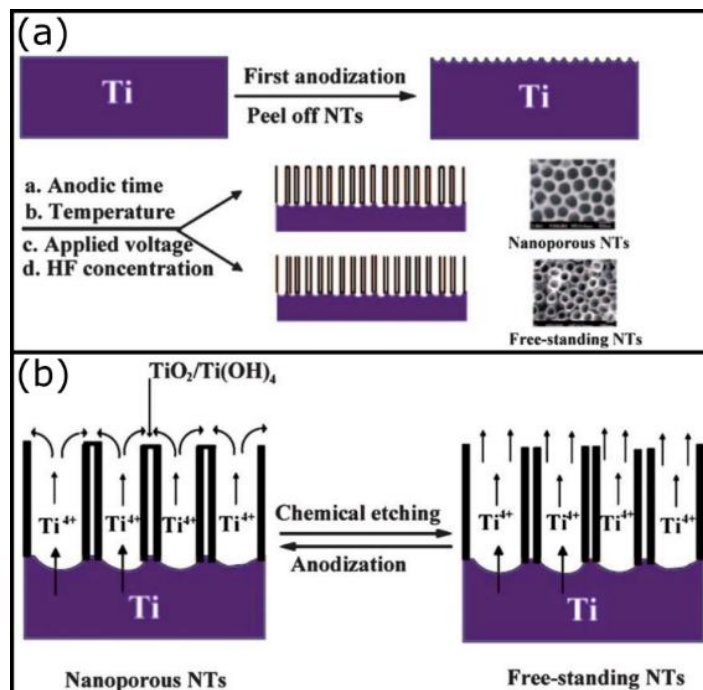 (a)
Ti
First anodization
Peel off NTs
Ti
a. Anodic time
b. Temperature
c. Applied voltage
d. HF concentration
Nanoporous NTs
Free-standing NTs
(b)
TiO₂/Ti(OH)₄
Ti⁴⁺ Ti⁴⁺ Ti⁴⁺ Ti⁴⁺
Ti
Nanoporous NTs
Chemical etching
Anodization
Ti⁴⁺ Ti⁴⁺ Ti⁴⁺ Ti⁴⁺
Ti
Free-standing NTs